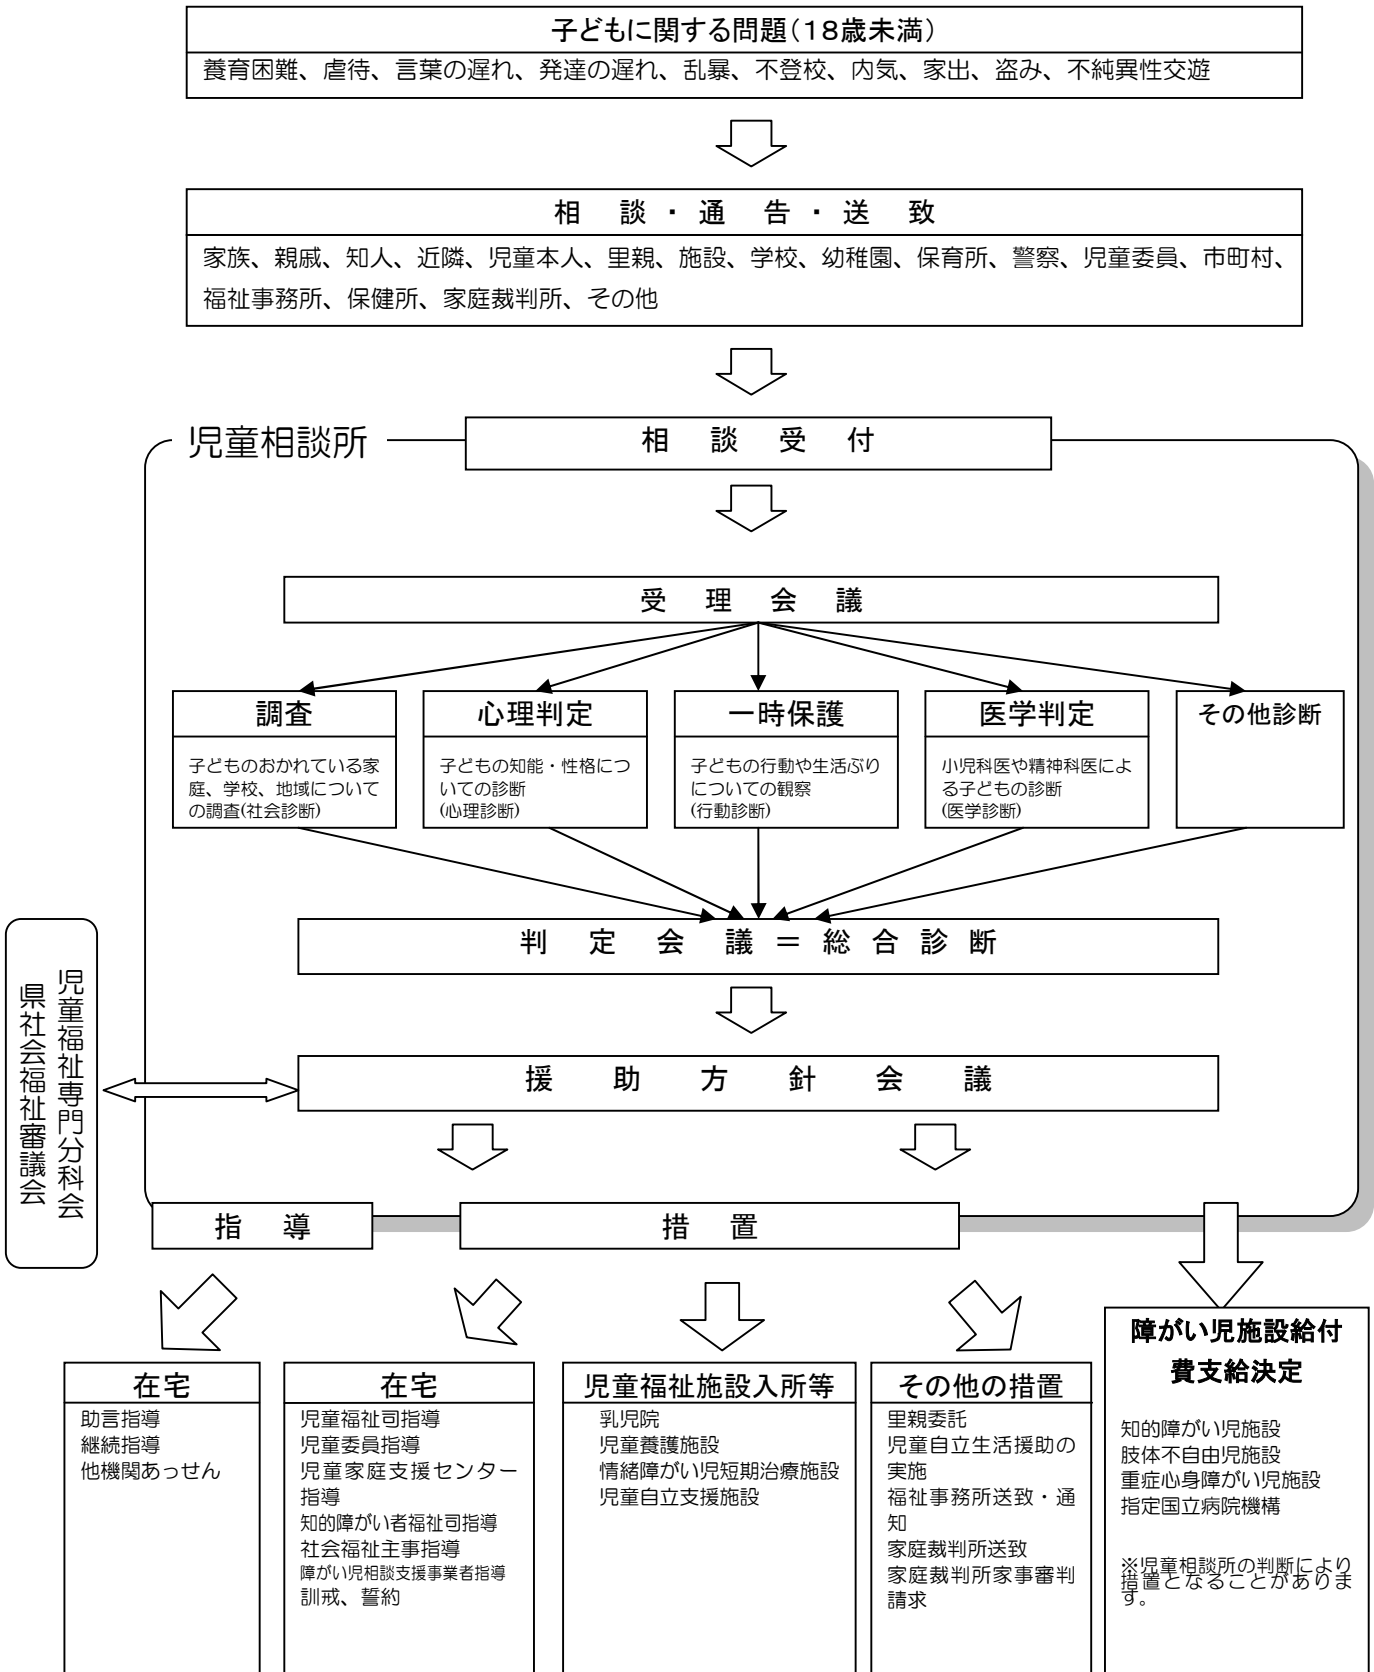 子どもに関する問題(18歳未満)
養育困難、虐待、言葉の遅れ、発達の遅れ、乱暴、不登校、内気、家出、盗み、不純異性交遊
相　談・通　告・送　致
家族、親戚、知人、近隣、児童本人、里親、施設、学校、幼稚園、保育所、警察、児童委員、市町村、
福祉事務所、保健所、家庭裁判所、その他
児童相談所
相　談　受　付
受　理　会　議
調査
子どものおかれている家
庭、学校、地域について
の調査(社会診断)
心理判定
子どもの知能・性格につ
いての診断
(心理診断)
一時保護
子どもの行動や生活ぶり
についての観察
(行動診断)
医学判定
小児科医や精神科医によ
る子どもの診断
(医学診断)
その他診断
判　定　会　議＝総　合　診　断
援　助　方　針　会　議
児童福祉専門分科会
県社会福祉審議会
指　導
措　置
在宅
助言指導
継続指導
他機関あっせん
在宅
児童福祉司指導
児童委員指導
児童家庭支援センター
指導
知的障がい者福祉司指導
社会福祉主事指導
障がい児相談支援事業者指導
訓戒、誓約
児童福祉施設入所等
乳児院
児童養護施設
情緒障がい児短期治療施設
児童自立支援施設
その他の措置
里親委託
児童自立生活援助の
実施
福祉事務所送致・通
知
家庭裁判所送致
家庭裁判所家事審判
請求
障がい児施設給付
費支給決定
知的障がい児施設
肢体不自由児施設
重症心身障がい児施設
指定国立病院機構
※児童相談所の判断により
措置となることがありま
す。